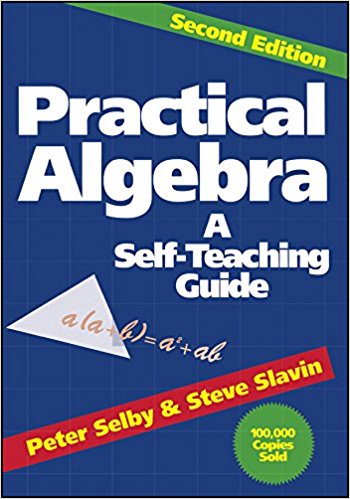 Second Edition
Practical
Algebra
A
Self-Teaching
Guide
a(a+b)=a²+ab
Peter Selby & Steve Slavin
100,000
Copies
Sold